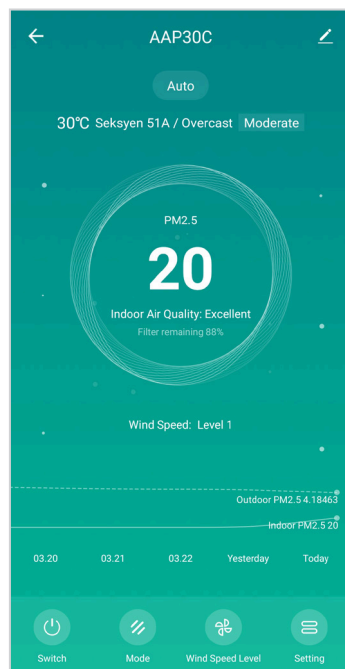 AAP30C
Auto
30℃ Seksyen 51A / Overcast Moderate
PM2.5
20
Indoor Air Quality: Excellent
Filter remaining 88%
Wind Speed: Level 1
Outdoor PM2.5 4.18463
Indoor PM2.5 20
03.20 03.21 03.22 Yesterday Today
Switch Mode Wind Speed Level Setting